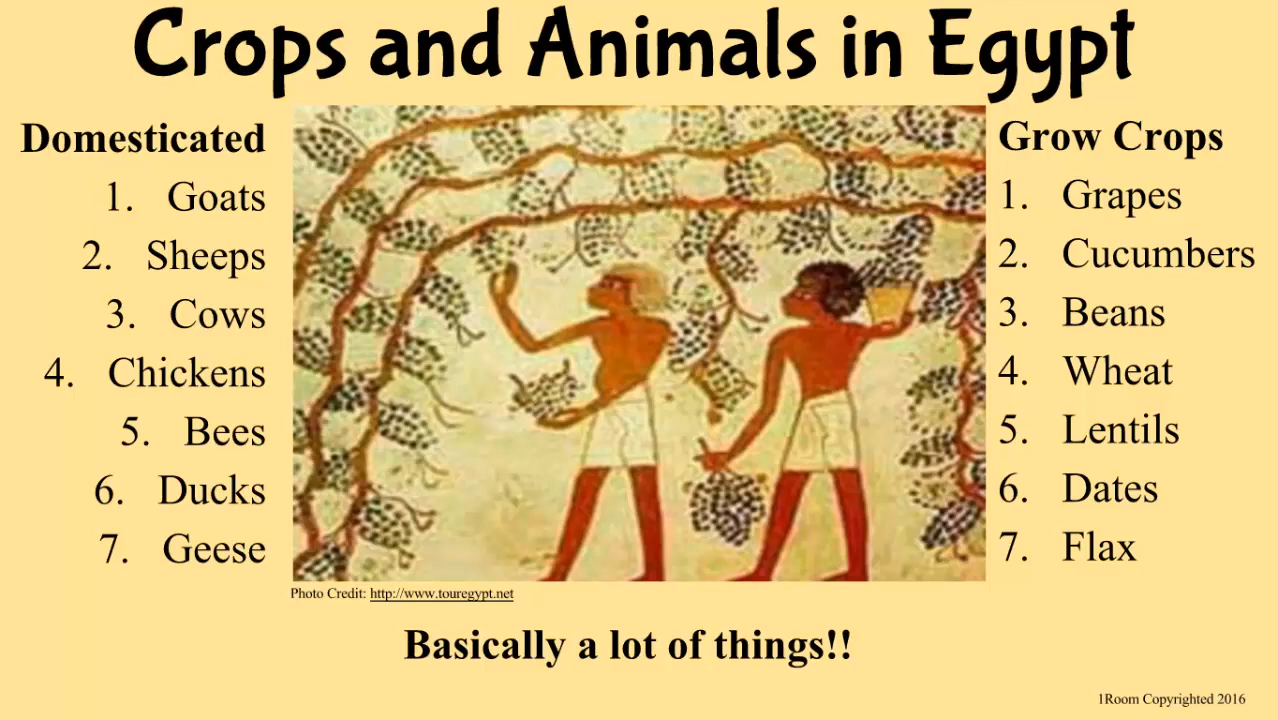 Crops and Animals in Egypt
Domesticated
1. Goats
2. Sheeps
3. Cows
4. Chickens
5. Bees
6. Ducks
7. Geese
Grow Crops
1. Grapes
2. Cucumbers
3. Beans
4. Wheat
5. Lentils
6. Dates
7. Flax
Photo Credit: http://www.touregypt.net
Basically a lot of things!!
1Room Copyrighted 2016